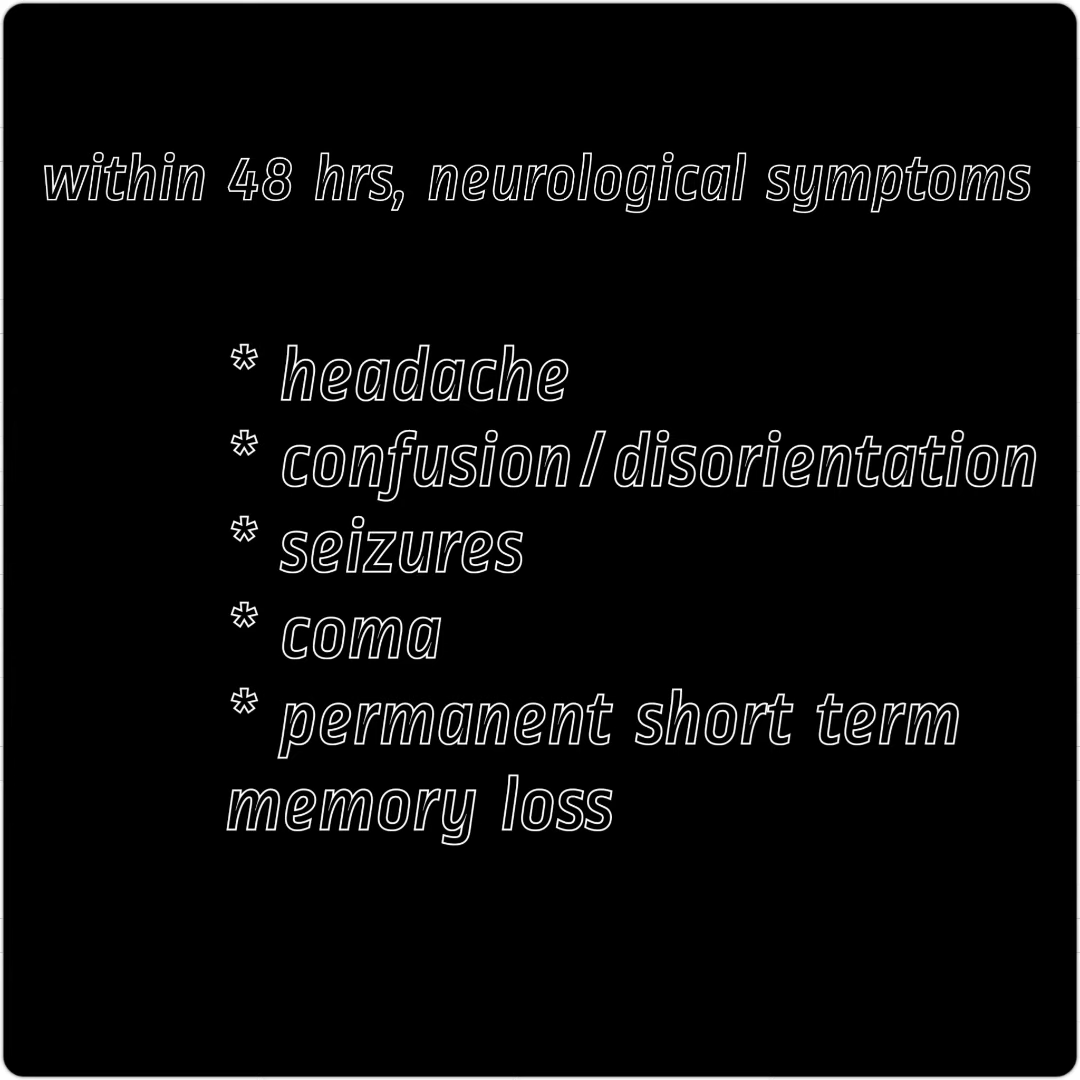 within 48 hrs, neurological symptoms
* headache
* confusion/disorientation
* seizures
* coma
* permanent short term
memory loss